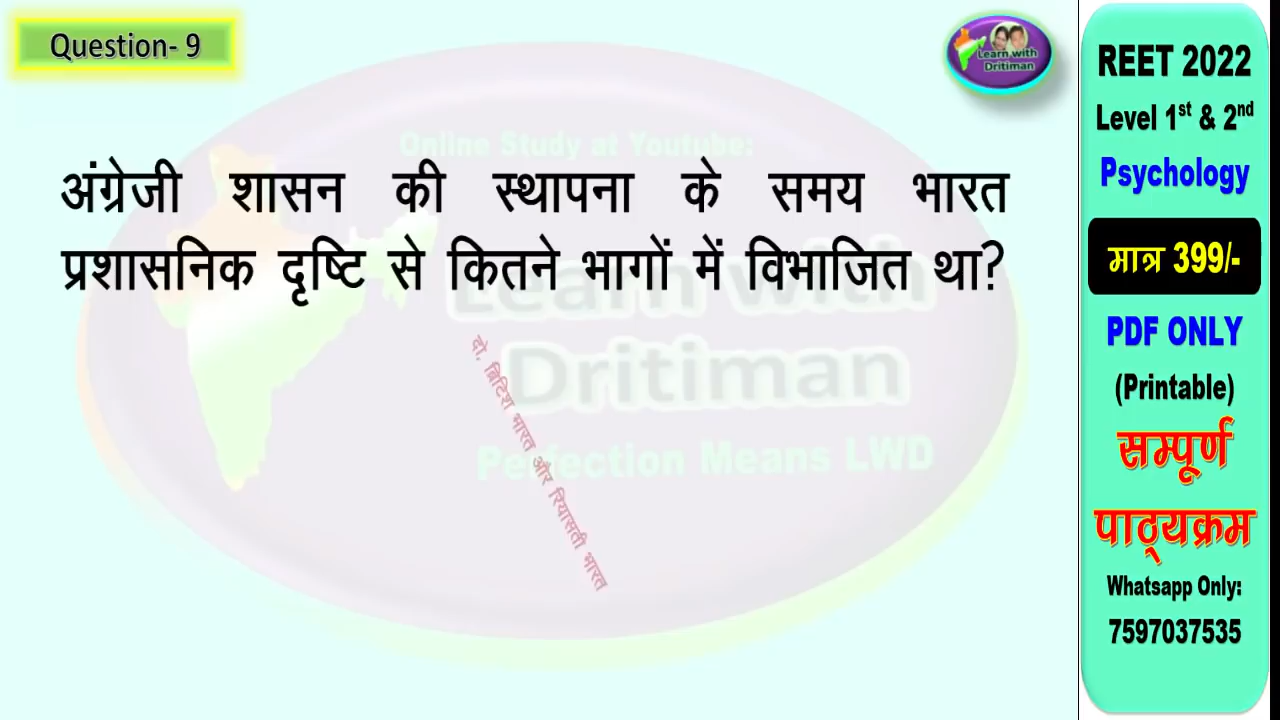 Question- 9
Learn with
Dritiman
Online Study at Youtube:
अंग्रेजी शासन की स्थापना के समय भारत
प्रशासनिक दृष्टि से कितने भागों में विभाजित था?
Learn with
Dritiman
Perfection Means LWD
दो. ब्रिटिश भारत और रियासती भारत
REET 2022
Level 1st & 2nd
Psychology
मात्र 399/-
PDF ONLY
(Printable)
सम्पूर्ण
पाठ्यक्रम
Whatsapp Only:
7597037535